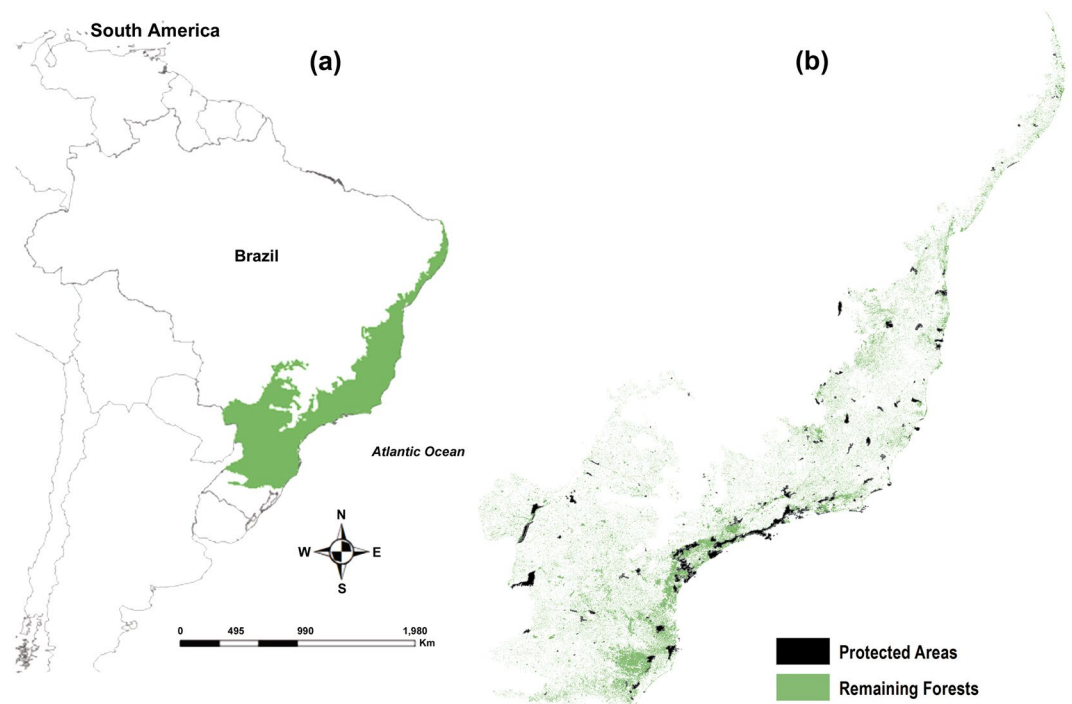 South America
(a)
(b)
Brazil
Atlantic Ocean
N
W
E
S
0 495 990 1,980
Km
Protected Areas
Remaining Forests